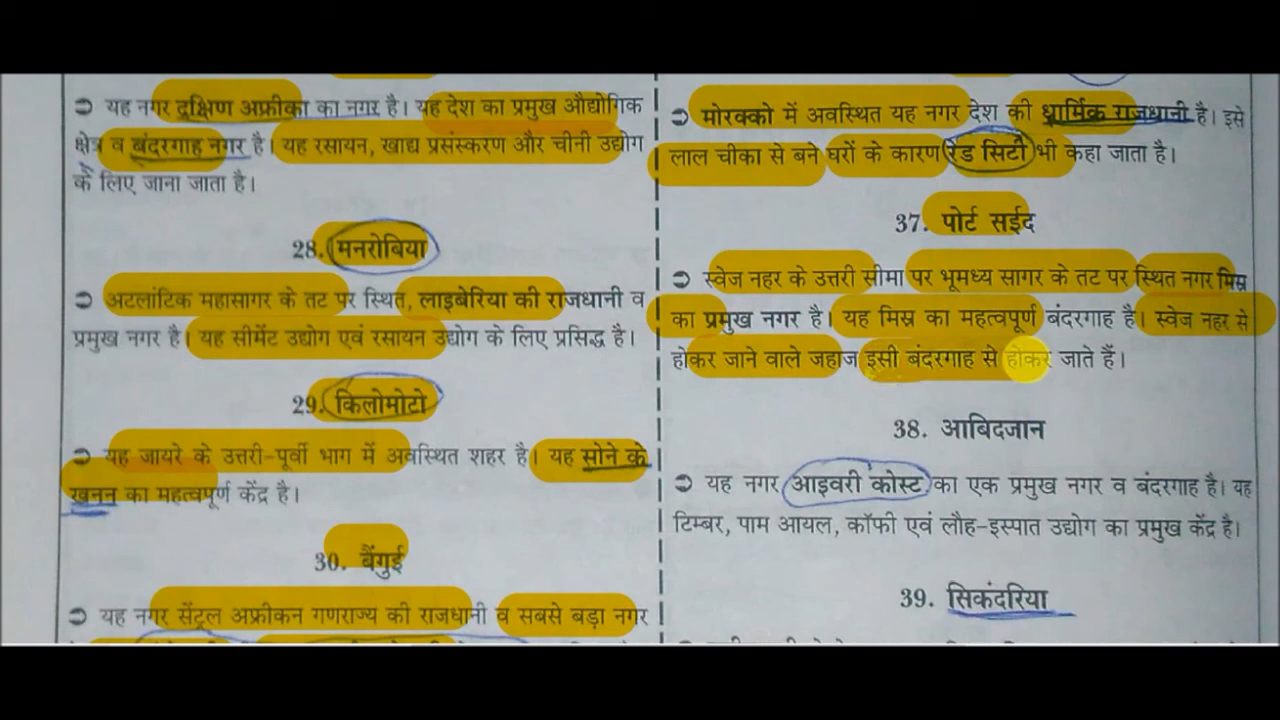 ➲ यह नगर दक्षिण अफ्रीका का नगर है। यह देश का प्रमुख औद्योगिक
क्षेत्र व बंदरगाह नगर है। यह रसायन, खाद्य प्रसंस्करण और चीनी उद्योग
के लिए जाना जाता है।
28. मनरोबिया
➲ अटलांटिक महासागर के तट पर स्थित, लाइबेरिया की राजधानी व
प्रमुख नगर है। यह सीमेंट उद्योग एवं रसायन उद्योग के लिए प्रसिद्ध है।
29. किलोमोटो
➲ यह जायरे के उत्तरी-पूर्वी भाग में अवस्थित शहर है। यह सोने के
खनन का महत्वपूर्ण केंद्र है।
30. बैंगुई
➲ यह नगर सेंट्रल अफ्रीकन गणराज्य की राजधानी व सबसे बड़ा नगर
➲ मोरक्को में अवस्थित यह नगर देश की धार्मिक राजधानी है। इसे
लाल चीका से बने घरों के कारण रेड सिटी भी कहा जाता है।
37. पोर्ट सईद
➲ स्वेज नहर के उत्तरी सीमा पर भूमध्य सागर के तट पर स्थित नगर मिस्र
का प्रमुख नगर है। यह मिस्र का महत्वपूर्ण बंदरगाह है। स्वेज नहर से
होकर जाने वाले जहाज इसी बंदरगाह से होकर जाते हैं।
38. आबिदजान
➲ यह नगर आइवरी कोस्ट का एक प्रमुख नगर व बंदरगाह है। यह
टिम्बर, पाम आयल, कॉफी एवं लौह-इस्पात उद्योग का प्रमुख केंद्र है।
39. सिकंदरिया